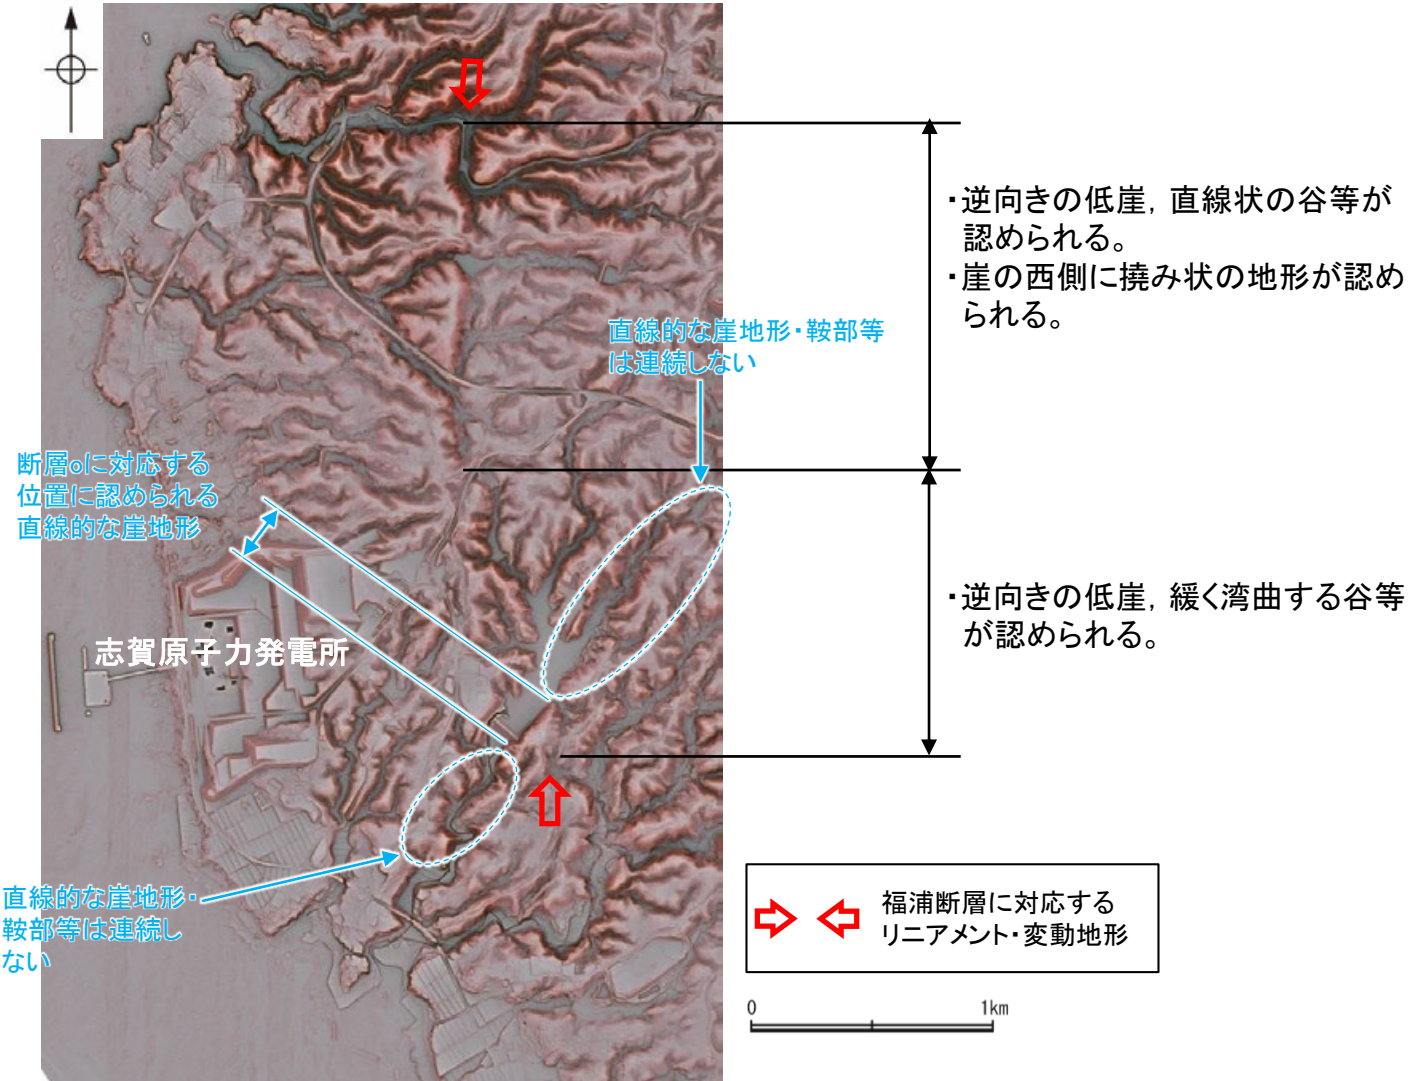 ・逆向きの低崖，直線状の谷等が
認められる。
・崖の西側に撓み状の地形が認め
られる。
直線的な崖地形・鞍部等
は連続しない
断層oに対応する
位置に認められる
直線的な崖地形
・逆向きの低崖，緩く湾曲する谷等
が認められる。
志賀原子力発電所
直線的な崖地形・
鞍部等は連続し
ない
福浦断層に対応する
リニアメント・変動地形
0 1km